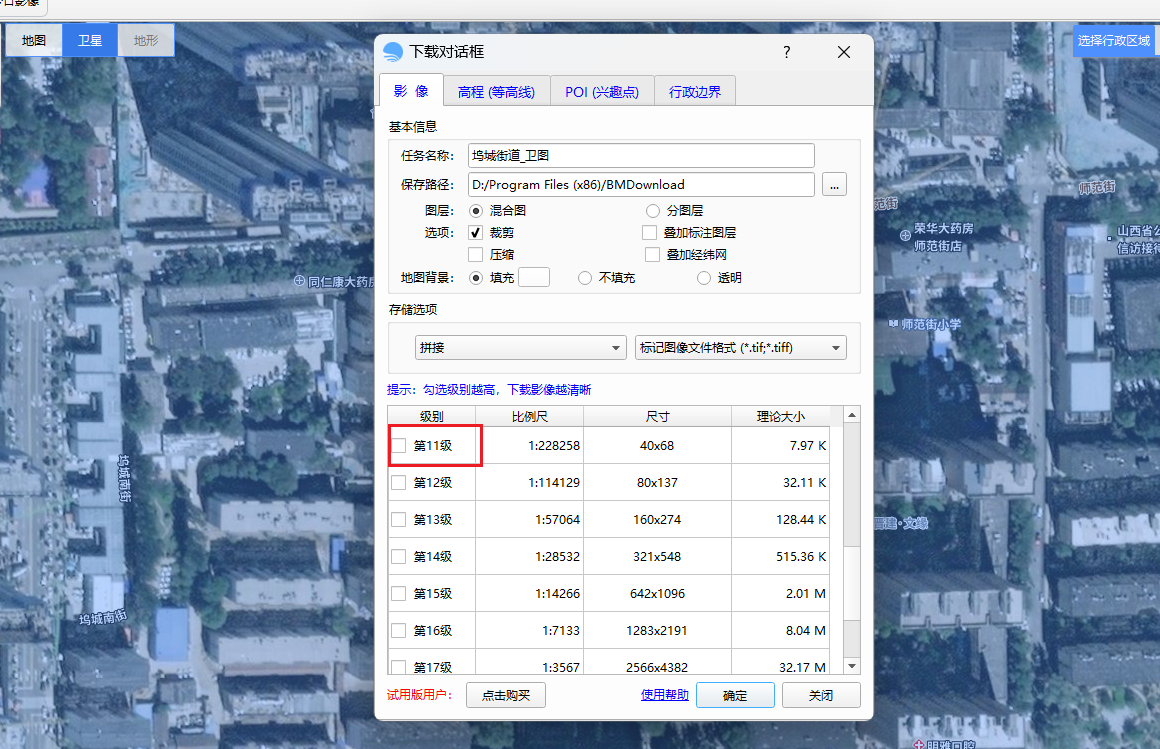 地图
卫星
地形
选择行政区域
下载对话框
?
影 像
高程 (等高线)
POI (兴趣点)
行政边界
基本信息
任务名称: 坞城街道_卫图
保存路径: D:/Program Files (x86)/BMDownload ...
图层: 混合图 分图层
选项: 裁剪 叠加标注图层
压缩 叠加经纬网
地图背景: 填充 不填充 透明
存储选项
拼接 标记图像文件格式 (*.tif;*.tiff)
提示: 勾选级别越高，下载影像越清晰
级别 比例尺 尺寸 理论大小
第11级 1:228258 40x68 7.97 K
第12级 1:114129 80x137 32.11 K
第13级 1:57064 160x274 128.44 K
第14级 1:28532 321x548 515.36 K
第15级 1:14266 642x1096 2.01 M
第16级 1:7133 1283x2191 8.04 M
第17级 1:3567 2566x4382 32.17 M
试用版用户: 点击购买 使用帮助 确定 关闭
同仁康大药房
坞城南街
坞城南街
师范街
范街
荣华大药房
师范街店
山西省公
信访接待
师范街小学
晋建·文缘
明雅口腔